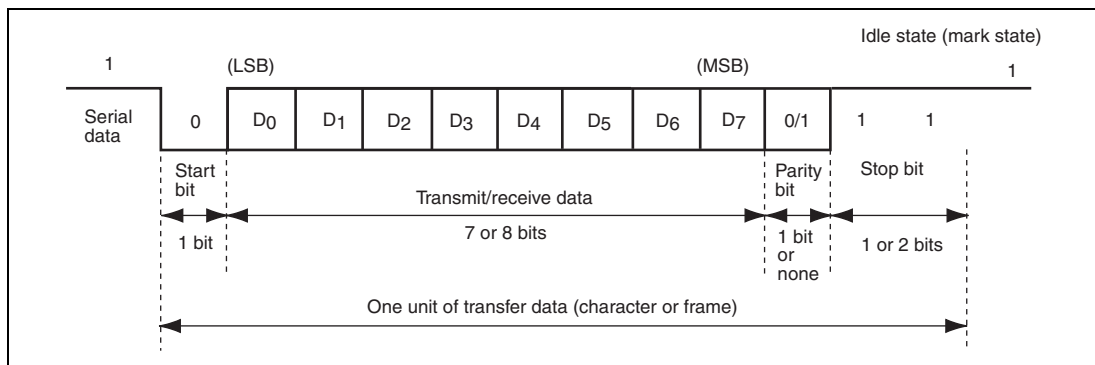 Idle state (mark state)
1 (LSB) (MSB) 1
Serial data
0 D0 D1 D2 D3 D4 D5 D6 D7 0/1 1 1
Start bit
Parity bit
Stop bit
Transmit/receive data
1 bit
7 or 8 bits
1 bit or none
1 or 2 bits
One unit of transfer data (character or frame)